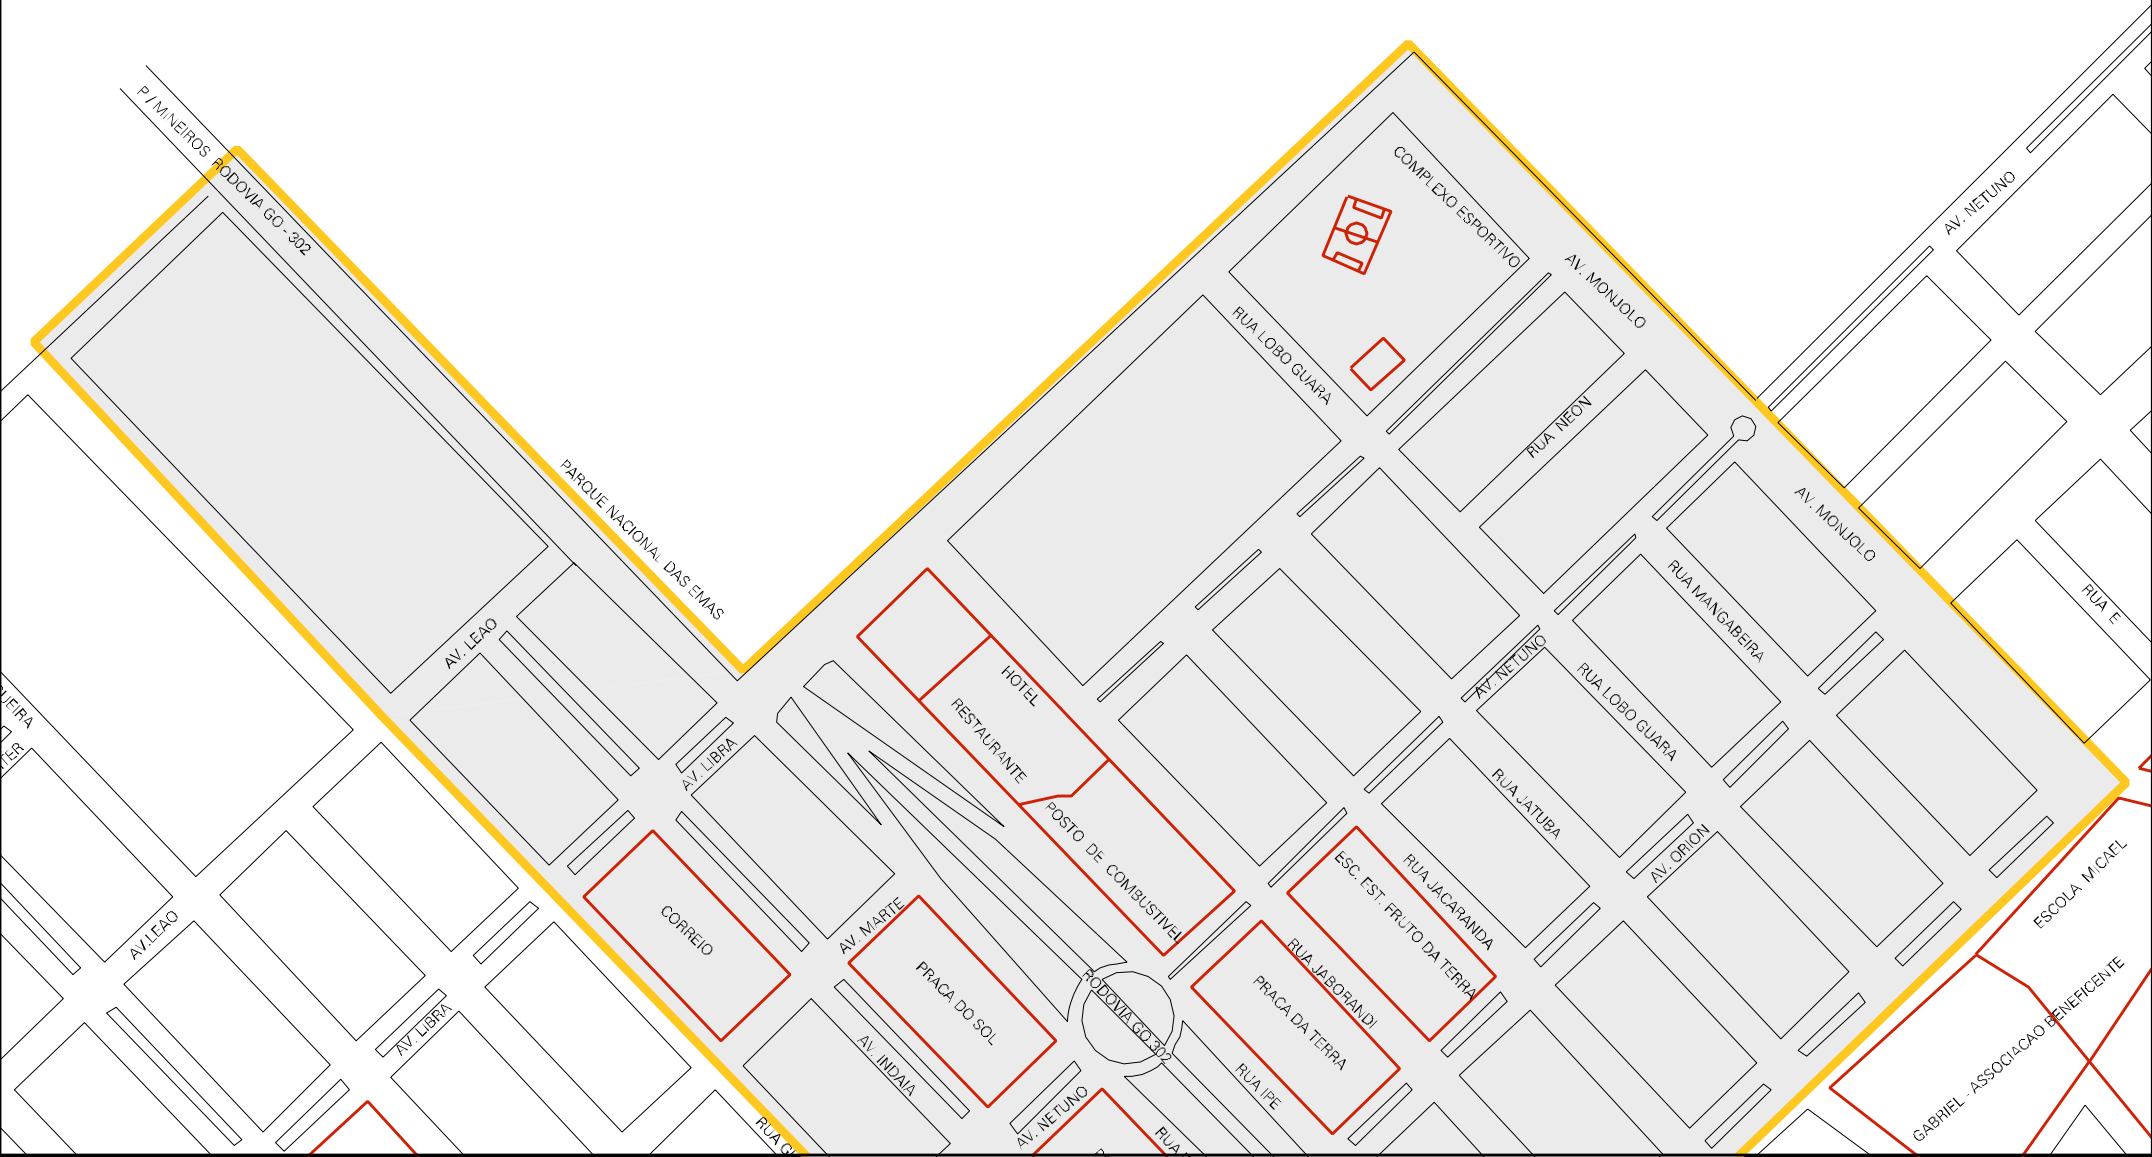 P / MINEIROS
RODOVIA GO - 302
COMPLEXO ESPORTIVO
AV. NETUNO
AV. MONJOLO
RUA LOBO GUARA
RUA NEON
PARQUE NACIONAL DAS EMAS
AV. MONJOLO
AV. LEAO
RUA MANGABEIRA
RUA E
AV. NETUNO
RUA LOBO GUARA
HOTEL
RESTAURANTE
AV. LIBRA
RUA JATUBA
POSTO DE COMBUSTIVEL
AV. ORION
ESC. EST. FRUTO DA TERRA
RUA JACARANDA
ESCOLA MICAEL
CORREIO
AV. MARTE
AV.LEAO
PRACA DO SOL
RUA JABORANDI
PRACA DA TERRA
RODOVIA GO 302
GABRIEL - ASSOCIACAO BENEFICENTE
AV. LIBRA
AV. INDAIA
RUA IPE
AV. NETUNO